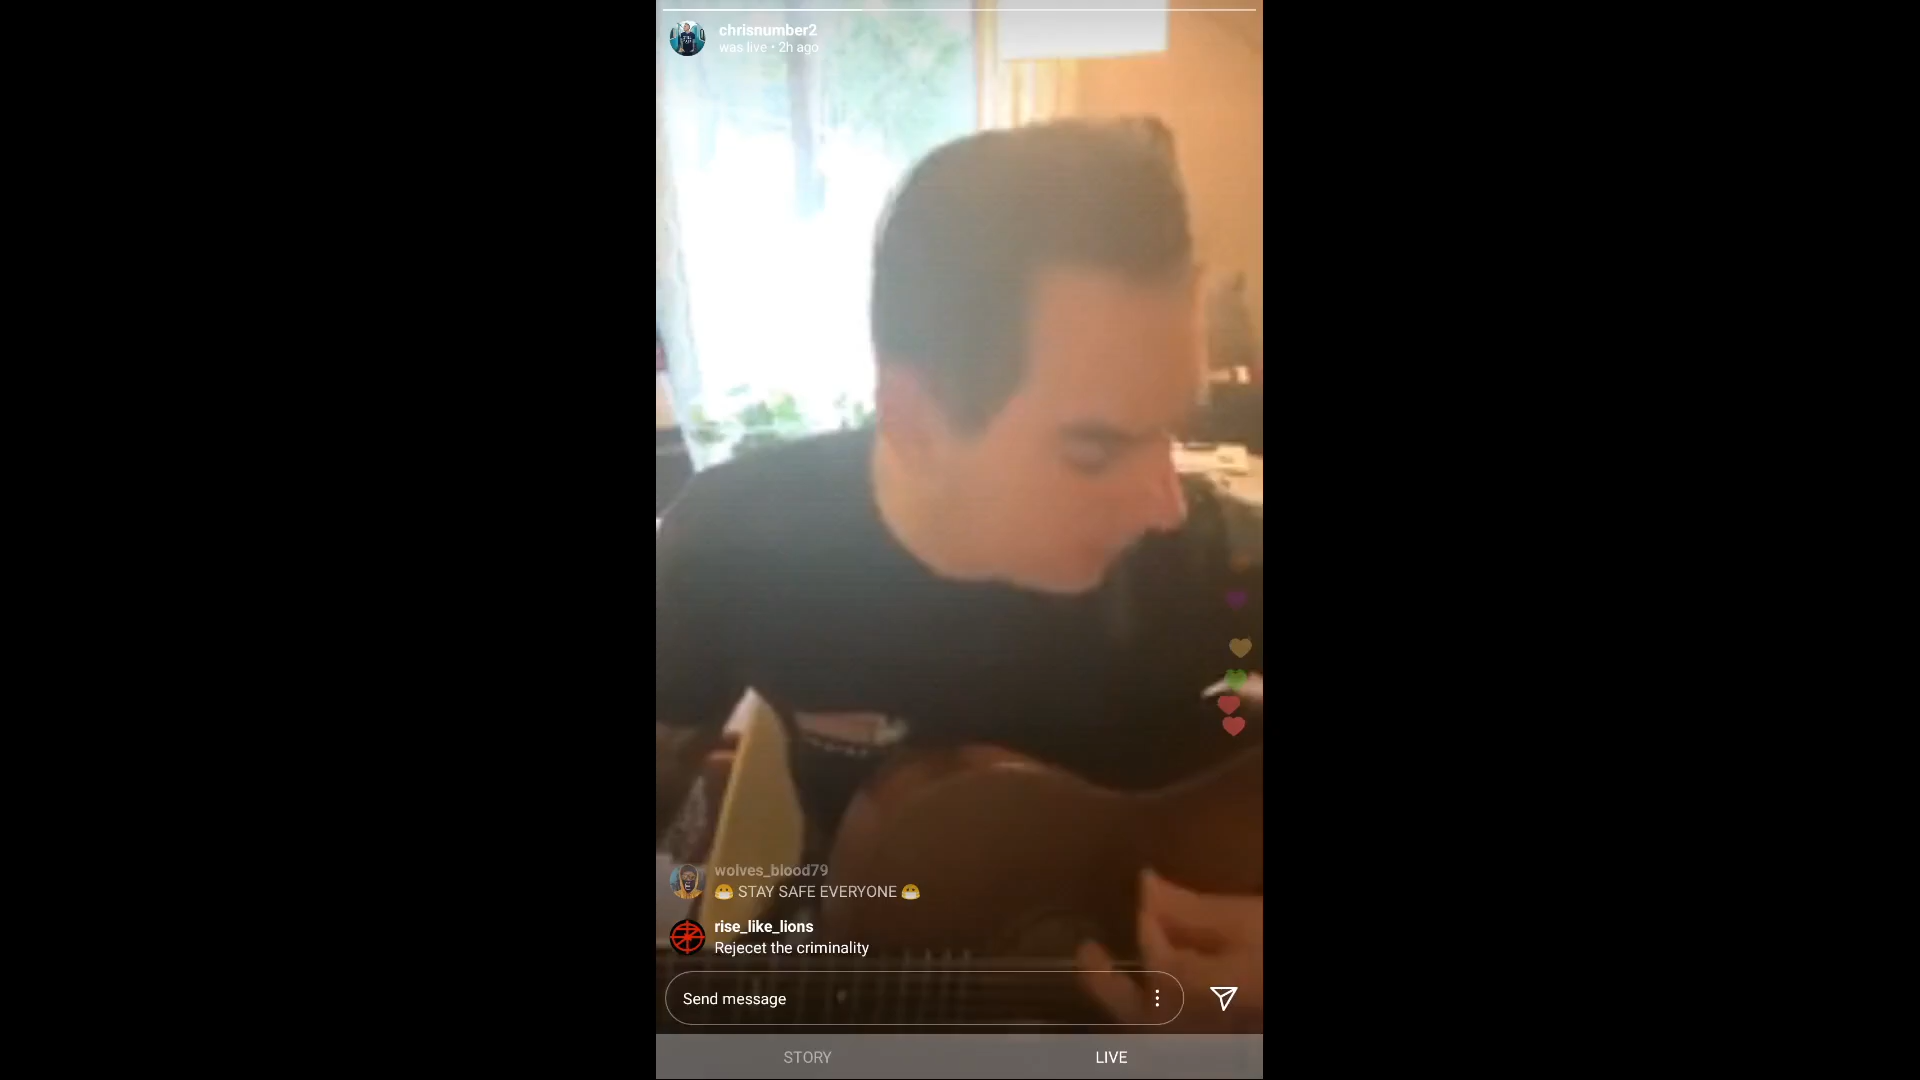 chrisnumber2
was live • 2h ago
wolves_blood79
😷 STAY SAFE EVERYONE 😷
rise_like_lions
Rejecet the criminality
Send message
STORY
LIVE